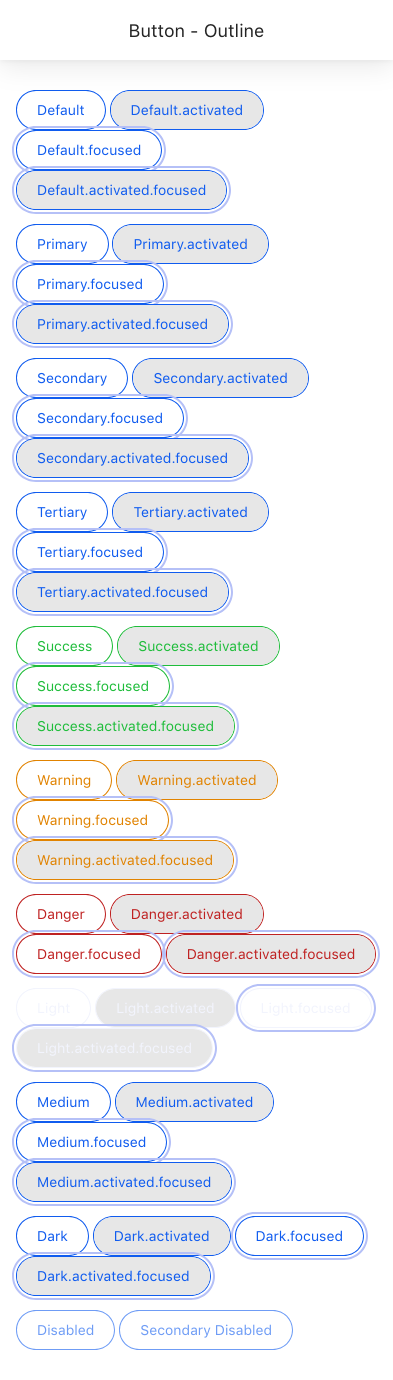 Button - Outline
Default Default.activated
Default.focused
Default.activated.focused
Primary Primary.activated
Primary.focused
Primary.activated.focused
Secondary Secondary.activated
Secondary.focused
Secondary.activated.focused
Tertiary Tertiary.activated
Tertiary.focused
Tertiary.activated.focused
Success Success.activated
Success.focused
Success.activated.focused
Warning Warning.activated
Warning.focused
Warning.activated.focused
Danger Danger.activated
Danger.focused Danger.activated.focused
Light Light.activated Light.focused
Light.activated.focused
Medium Medium.activated
Medium.focused
Medium.activated.focused
Dark Dark.activated Dark.focused
Dark.activated.focused
Disabled Secondary Disabled